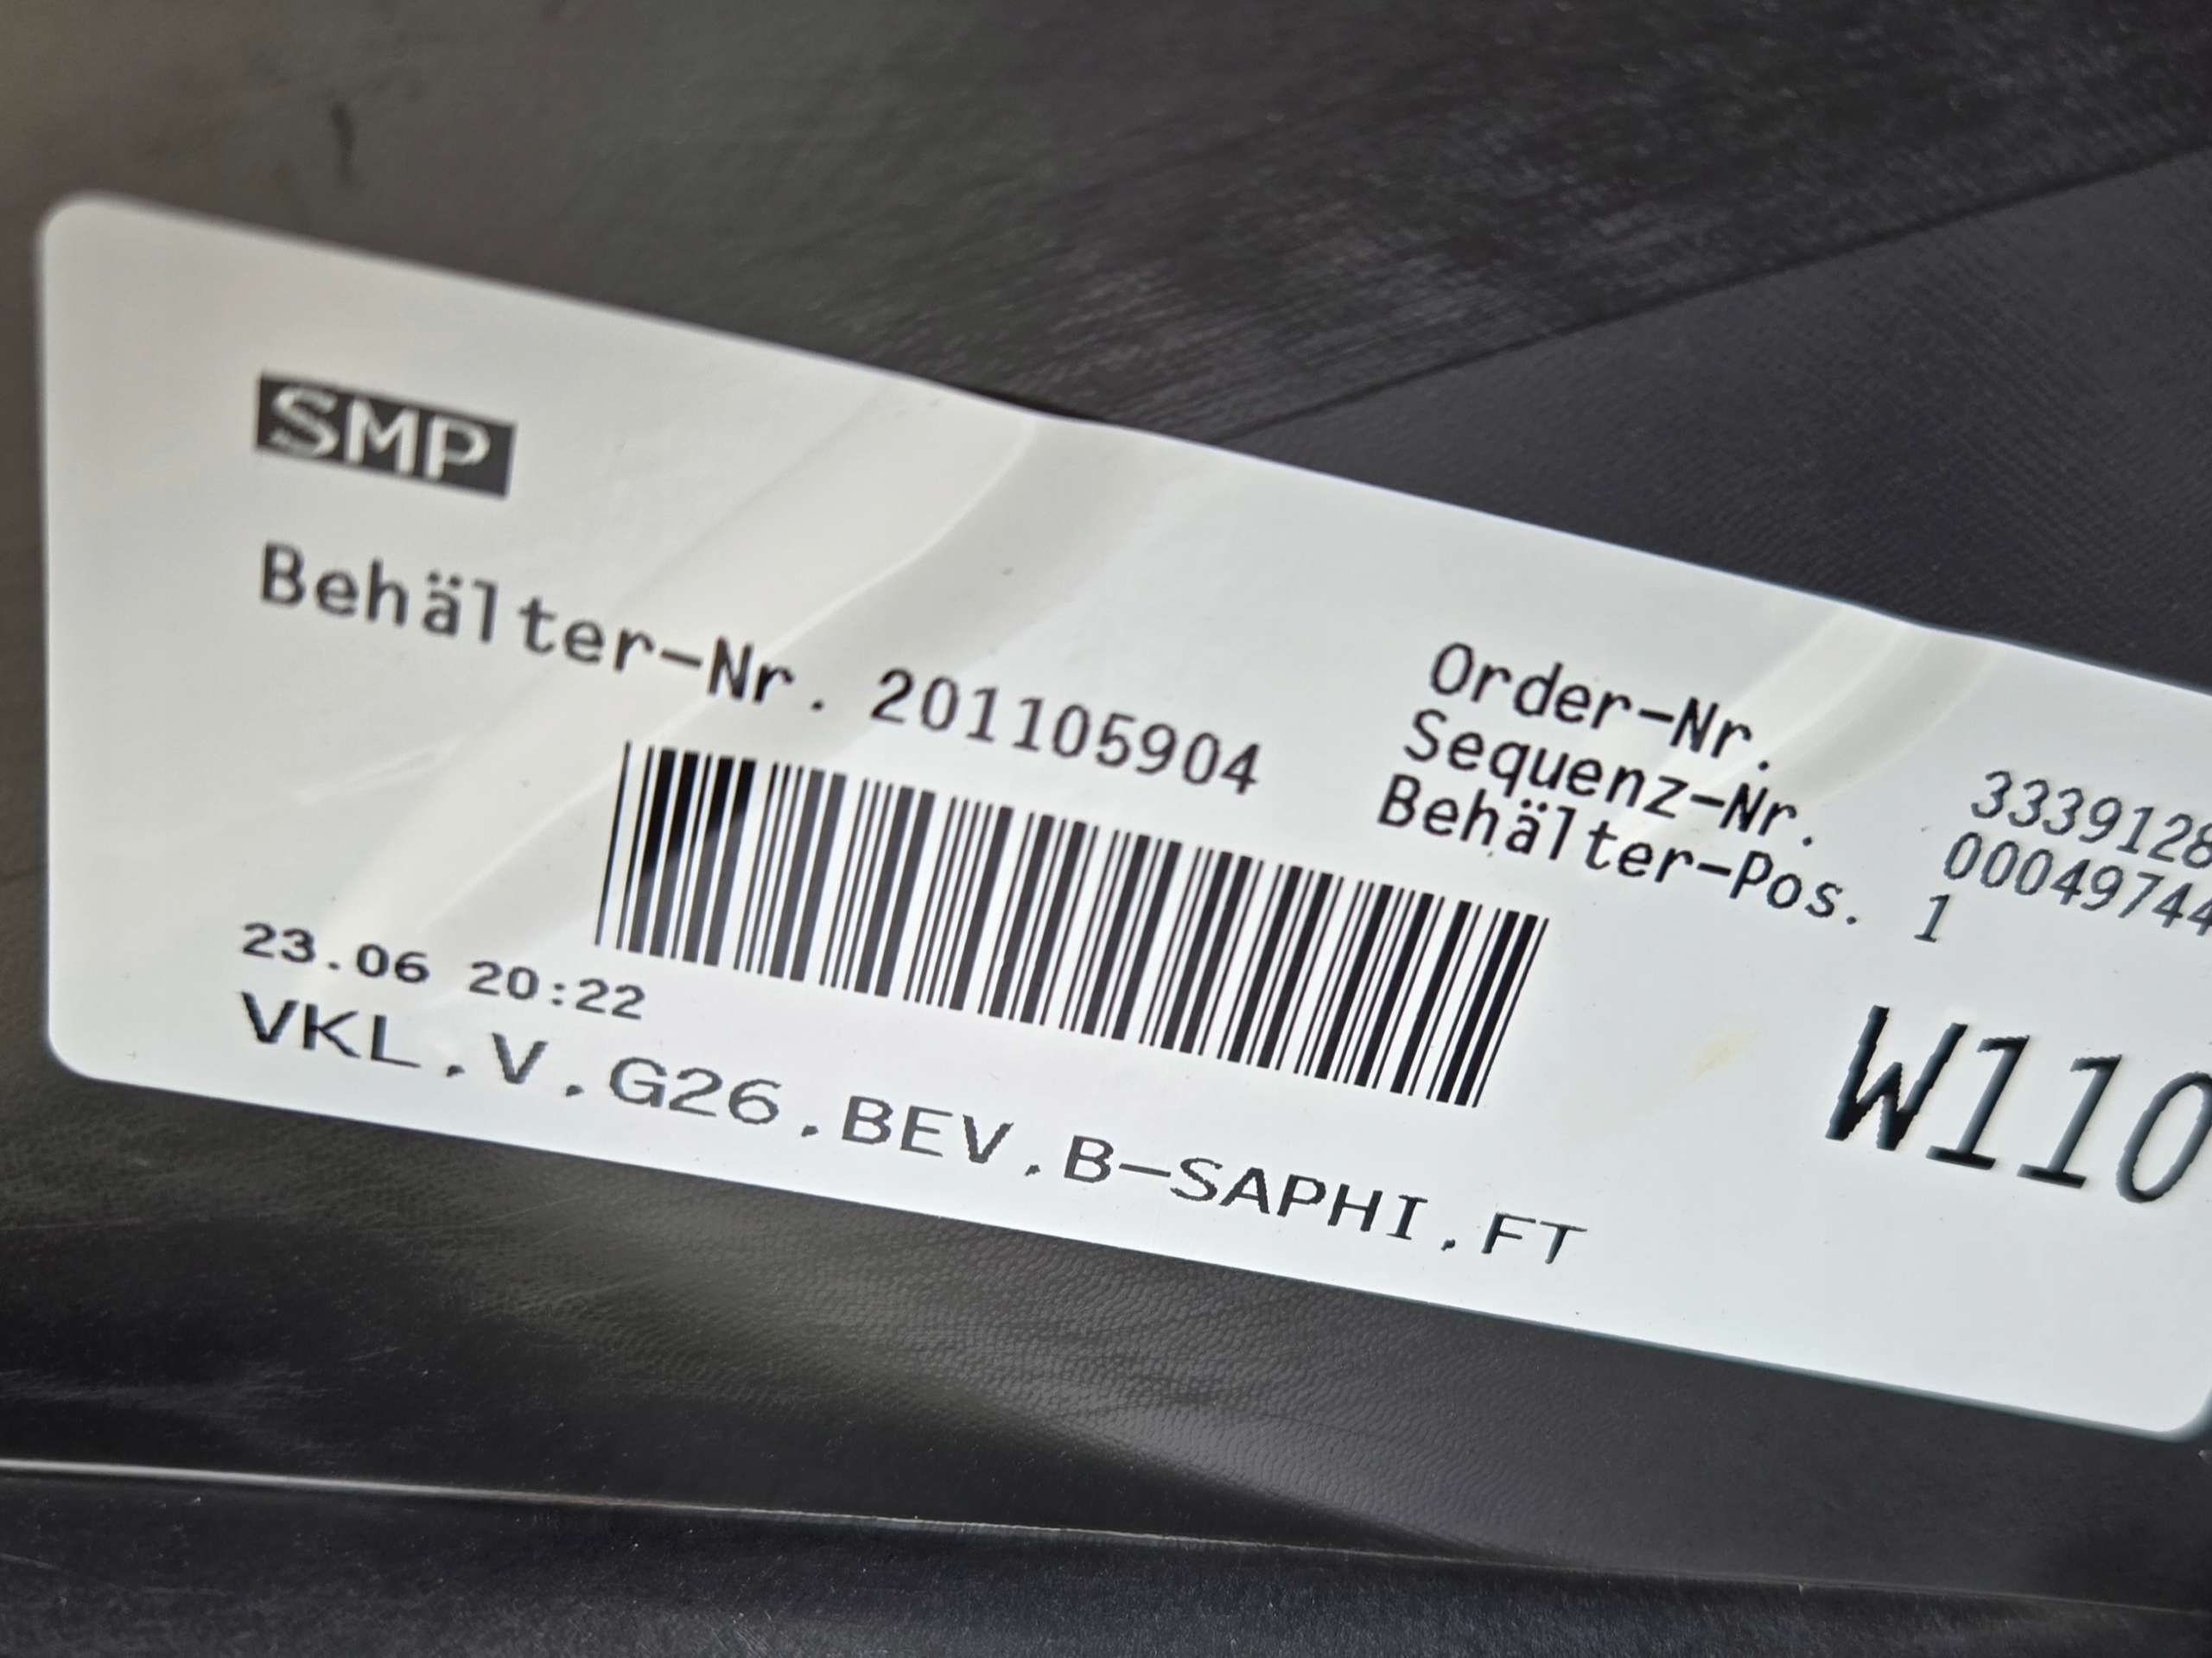 SMP
Behälter-Nr. 201105904
Order-Nr. 3339128
Sequenz-Nr. 00049744
Behälter-Pos. 1
23.06 20:22
W110
VKL,V,G26,BEV,B-SAPHI,FT